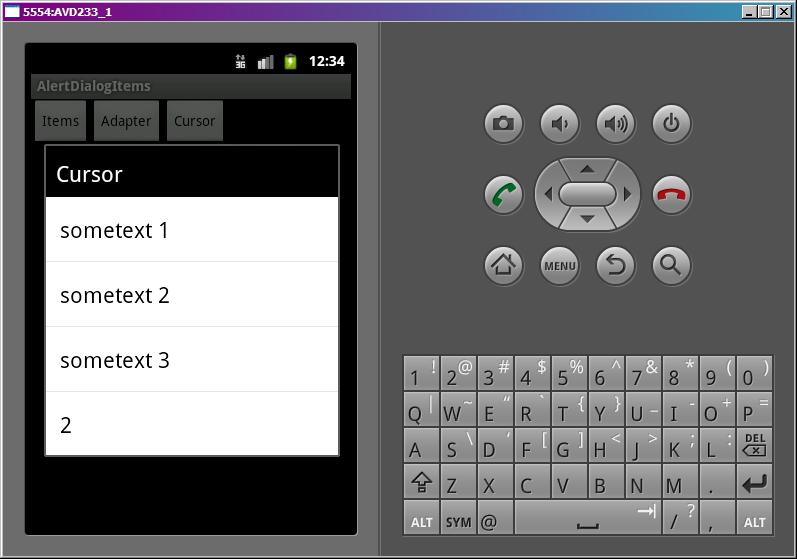 5554:AVD233_1
3G 12:34
AlertDialogItems
Items Adapter Cursor
Cursor
sometext 1
sometext 2
sometext 3
2
MENU
1 ! 2 @ 3 # 4 $ 5 % 6 ^ 7 & 8 * 9 ( 0 )
Q | W ~ E “ R ` T { Y } U _ I - O + P =
A S \ D ‘ F [ G ] H < J > K ; L : DEL
Z X C V B N M .
ALT SYM @ / ? , ALT